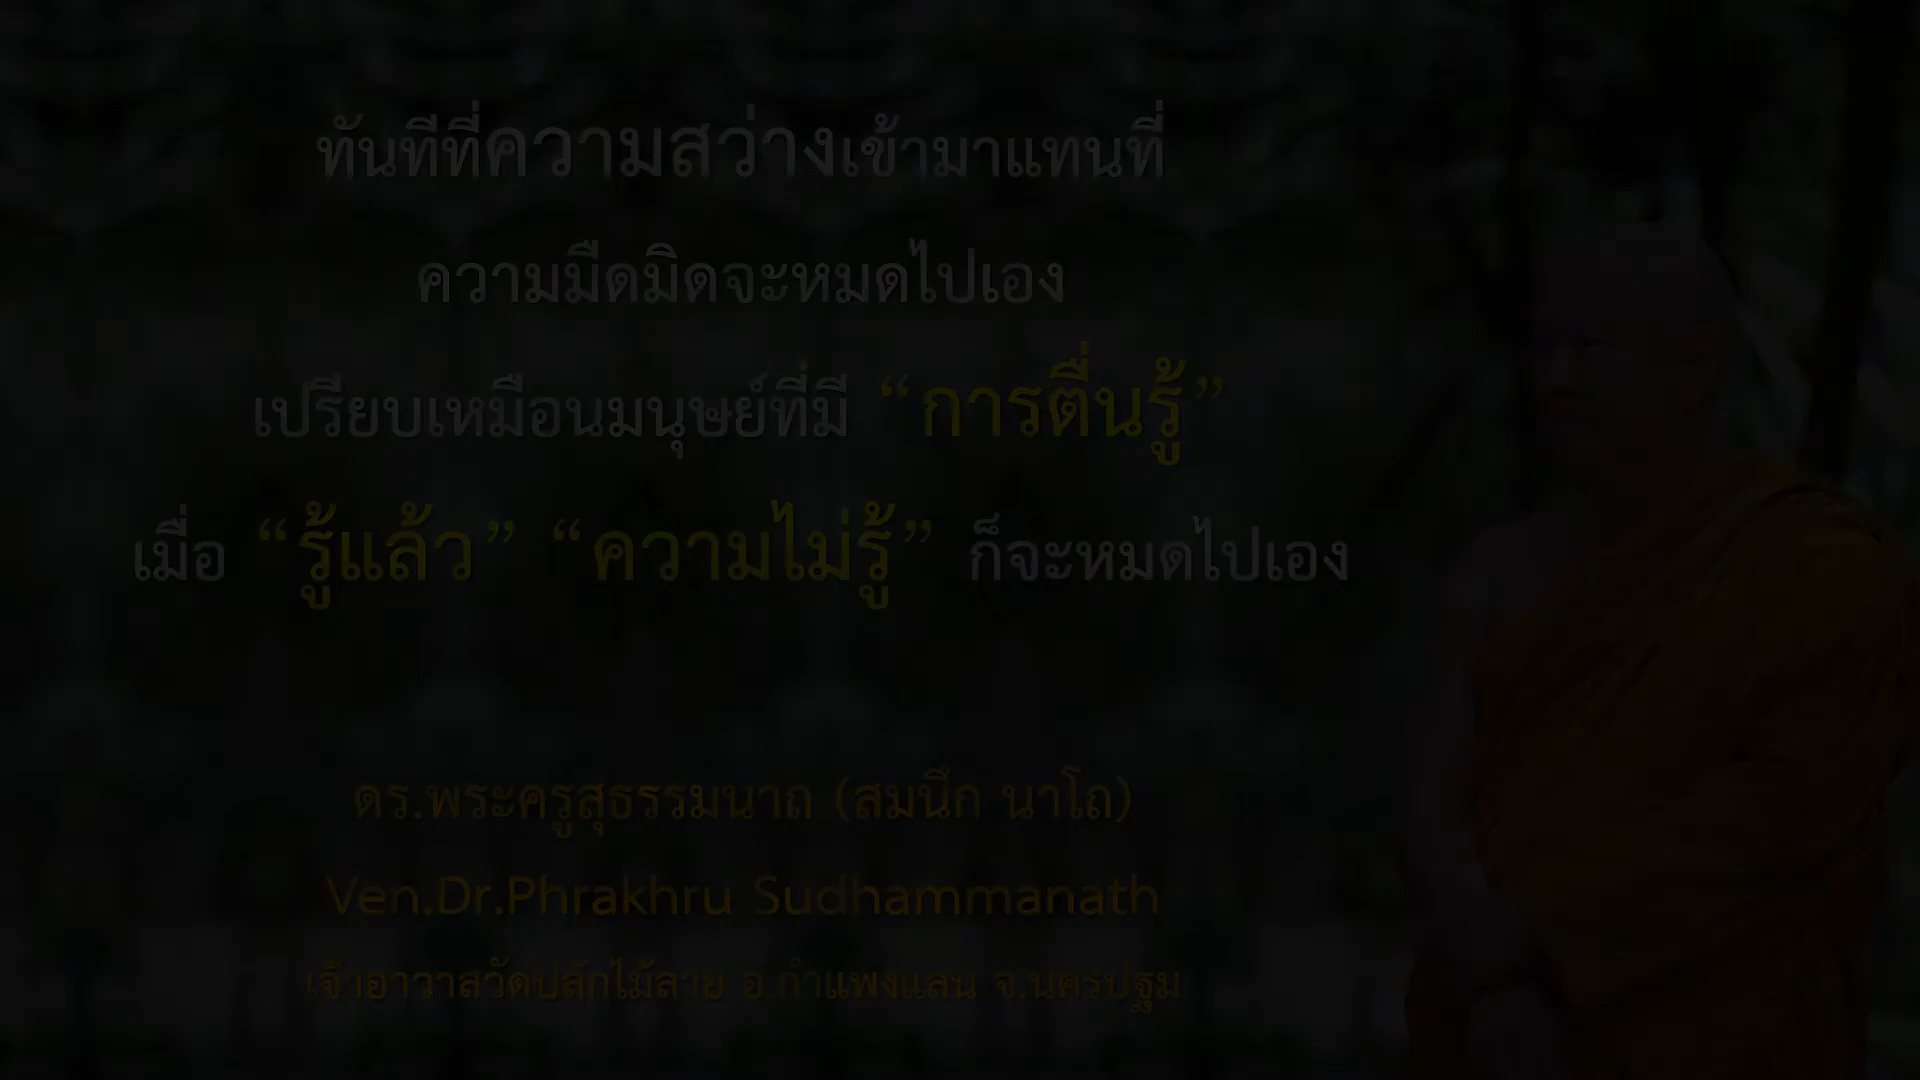 ทันทีที่ความสว่างเข้ามาแทนที่
ความมืดมิดจะหมดไปเอง
เปรียบเหมือนมนุษย์ที่มี “การตื่นรู้”
เมื่อ “รู้แล้ว” “ความไม่รู้” ก็จะหมดไปเอง
ดร.พระครูสุธรรมนาถ (สมนึก นาโถ)
Ven.Dr.Phrakhru Sudhammanath
เจ้าอาวาสวัดปลักไม้ลาย อ.กำแพงแสน จ.นครปฐม